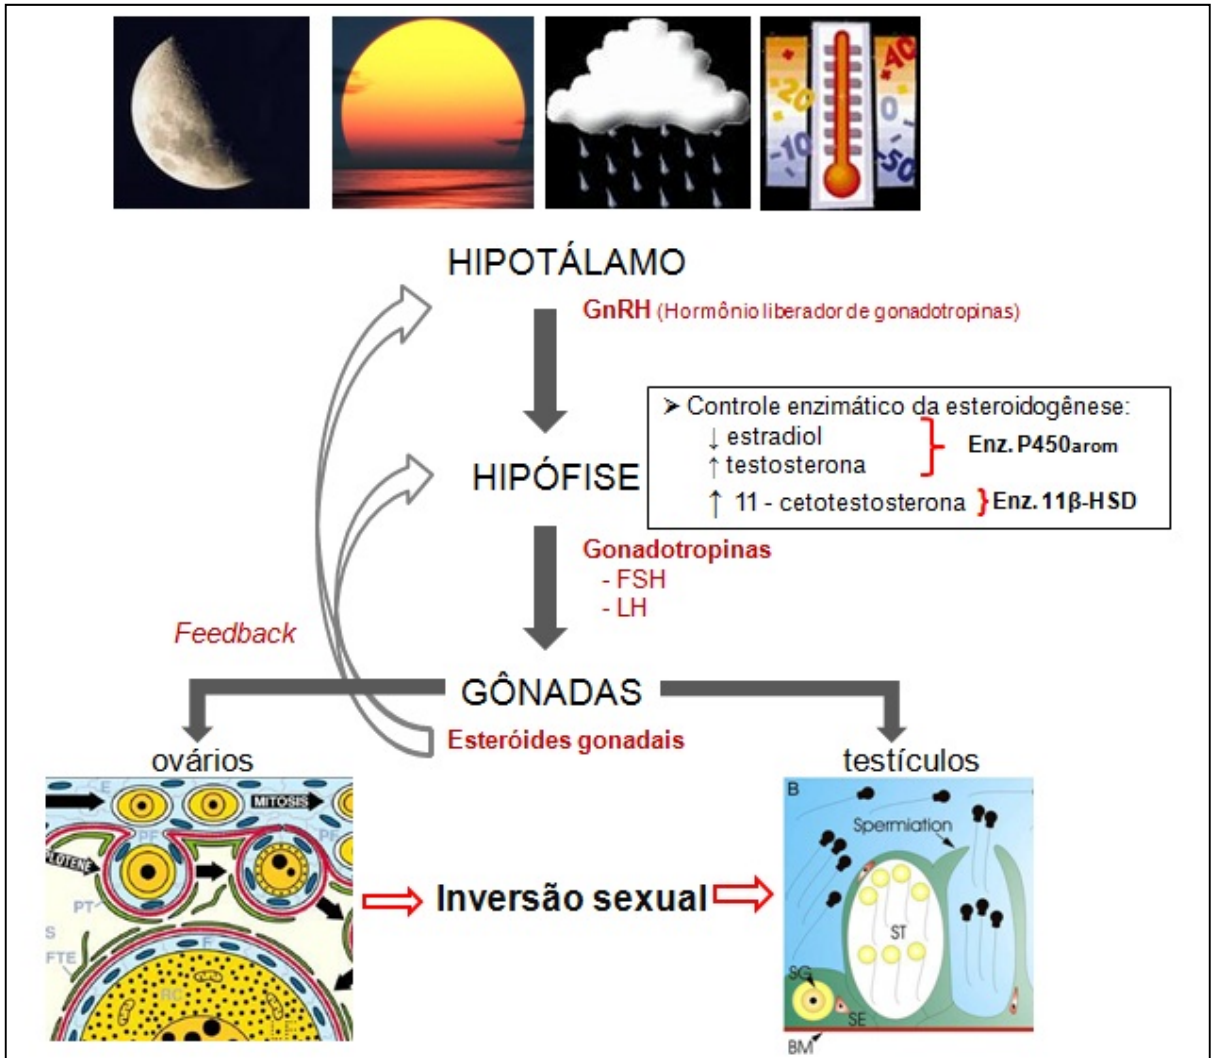 +20
-10
+40
0
-50
HIPOTÁLAMO
GnRH (Hormônio liberador de gonadotropinas)
➤ Controle enzimático da esteroidogênese:
↓ estradiol
↑ testosterona
Enz. P450arom
↑ 11 - cetotestosterona } Enz. 11β-HSD
HIPÓFISE
Gonadotropinas
- FSH
- LH
Feedback
GÔNADAS
Esteróides gonadais
ovários
testículos
E
MITOSIS
PF
PF
PT
S
FTE
F
RC
Inversão sexual
B
Spermiation
ST
SG
SE
BM